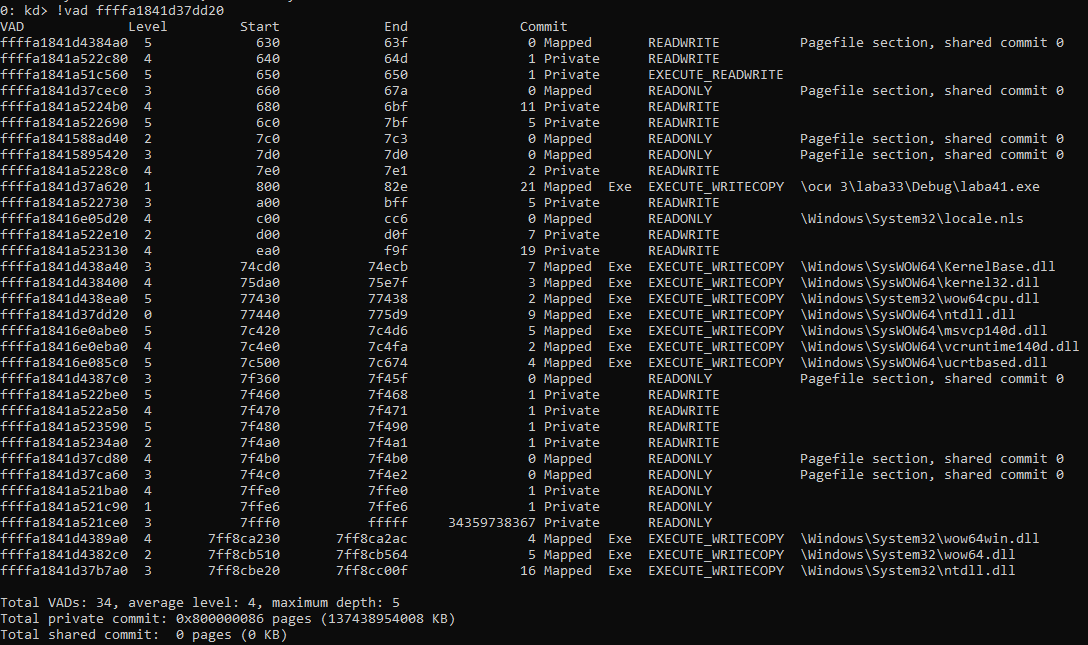 0: kd> !vad ffffa1841d37dd20
VAD Level Start End Commit
ffffa1841d4384a0 5 630 63f 0 Mapped READWRITE Pagefile section, shared commit 0
ffffa1841a522c80 4 640 64d 1 Private READWRITE
ffffa1841a51c560 5 650 650 1 Private EXECUTE_READWRITE
ffffa1841d37cec0 3 660 67a 0 Mapped READONLY Pagefile section, shared commit 0
ffffa1841a5224b0 4 680 6bf 11 Private READWRITE
ffffa1841a522690 5 6c0 7bf 5 Private READWRITE
ffffa1841588ad40 2 7c0 7c3 0 Mapped READONLY Pagefile section, shared commit 0
ffffa18415895420 3 7d0 7d0 0 Mapped READONLY Pagefile section, shared commit 0
ffffa1841a5228c0 4 7e0 7e1 2 Private READWRITE
ffffa1841d37a620 1 800 82e 21 Mapped Exe EXECUTE_WRITECOPY \оси 3\laba33\Debug\laba41.exe
ffffa1841a522730 3 a00 bff 5 Private READWRITE
ffffa18416e05d20 4 c00 cc6 0 Mapped READONLY \Windows\System32\locale.nls
ffffa1841a522e10 2 d00 d0f 7 Private READWRITE
ffffa1841a523130 4 ea0 f9f 19 Private READWRITE
ffffa1841d438a40 3 74cd0 74ecb 7 Mapped Exe EXECUTE_WRITECOPY \Windows\SysWOW64\KernelBase.dll
ffffa1841d438400 4 75da0 75e7f 3 Mapped Exe EXECUTE_WRITECOPY \Windows\SysWOW64\kernel32.dll
ffffa1841d438ea0 5 77430 77438 2 Mapped Exe EXECUTE_WRITECOPY \Windows\System32\wow64cpu.dll
ffffa1841d37dd20 0 77440 775d9 9 Mapped Exe EXECUTE_WRITECOPY \Windows\SysWOW64\ntdll.dll
ffffa18416e0abe0 5 7c420 7c4d6 5 Mapped Exe EXECUTE_WRITECOPY \Windows\SysWOW64\msvcp140d.dll
ffffa18416e0eba0 4 7c4e0 7c4fa 2 Mapped Exe EXECUTE_WRITECOPY \Windows\SysWOW64\vcruntime140d.dll
ffffa18416e085c0 5 7c500 7c674 4 Mapped Exe EXECUTE_WRITECOPY \Windows\SysWOW64\ucrtbased.dll
ffffa1841d4387c0 3 7f360 7f45f 0 Mapped READONLY Pagefile section, shared commit 0
ffffa1841a522be0 5 7f460 7f468 1 Private READWRITE
ffffa1841a522a50 4 7f470 7f471 1 Private READWRITE
ffffa1841a523590 5 7f480 7f490 1 Private READWRITE
ffffa1841a5234a0 2 7f4a0 7f4a1 1 Private READWRITE
ffffa1841d37cd80 4 7f4b0 7f4b0 0 Mapped READONLY Pagefile section, shared commit 0
ffffa1841d37ca60 3 7f4c0 7f4e2 0 Mapped READONLY Pagefile section, shared commit 0
ffffa1841a521ba0 4 7ffe0 7ffe0 1 Private READONLY
ffffa1841a521c90 1 7ffe6 7ffe6 1 Private READONLY
ffffa1841a521ce0 3 7fff0 fffff 34359738367 Private READONLY
ffffa1841d4389a0 4 7ff8ca230 7ff8ca2ac 4 Mapped Exe EXECUTE_WRITECOPY \Windows\System32\wow64win.dll
ffffa1841d4382c0 2 7ff8cb510 7ff8cb564 5 Mapped Exe EXECUTE_WRITECOPY \Windows\System32\wow64.dll
ffffa1841d37b7a0 3 7ff8cbe20 7ff8cc00f 16 Mapped Exe EXECUTE_WRITECOPY \Windows\System32\ntdll.dll
Total VADs: 34, average level: 4, maximum depth: 5
Total private commit: 0x800000086 pages (137438954008 KB)
Total shared commit: 0 pages (0 KB)